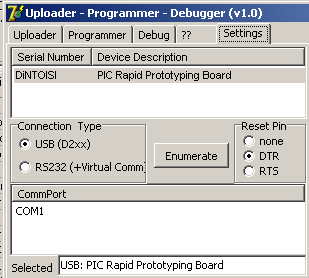 Uploader - Programmer - Debugger (v1.0)
Uploader Programmer Debug ?? Settings
Serial Number Device Description
DiNTOISI PIC Rapid Prototyping Board
Connection Type
USB (D2xx)
RS232 (+Virtual Comm)
Enumerate
Reset Pin
none
DTR
RTS
CommPort
COM1
Selected USB: PIC Rapid Prototyping Board